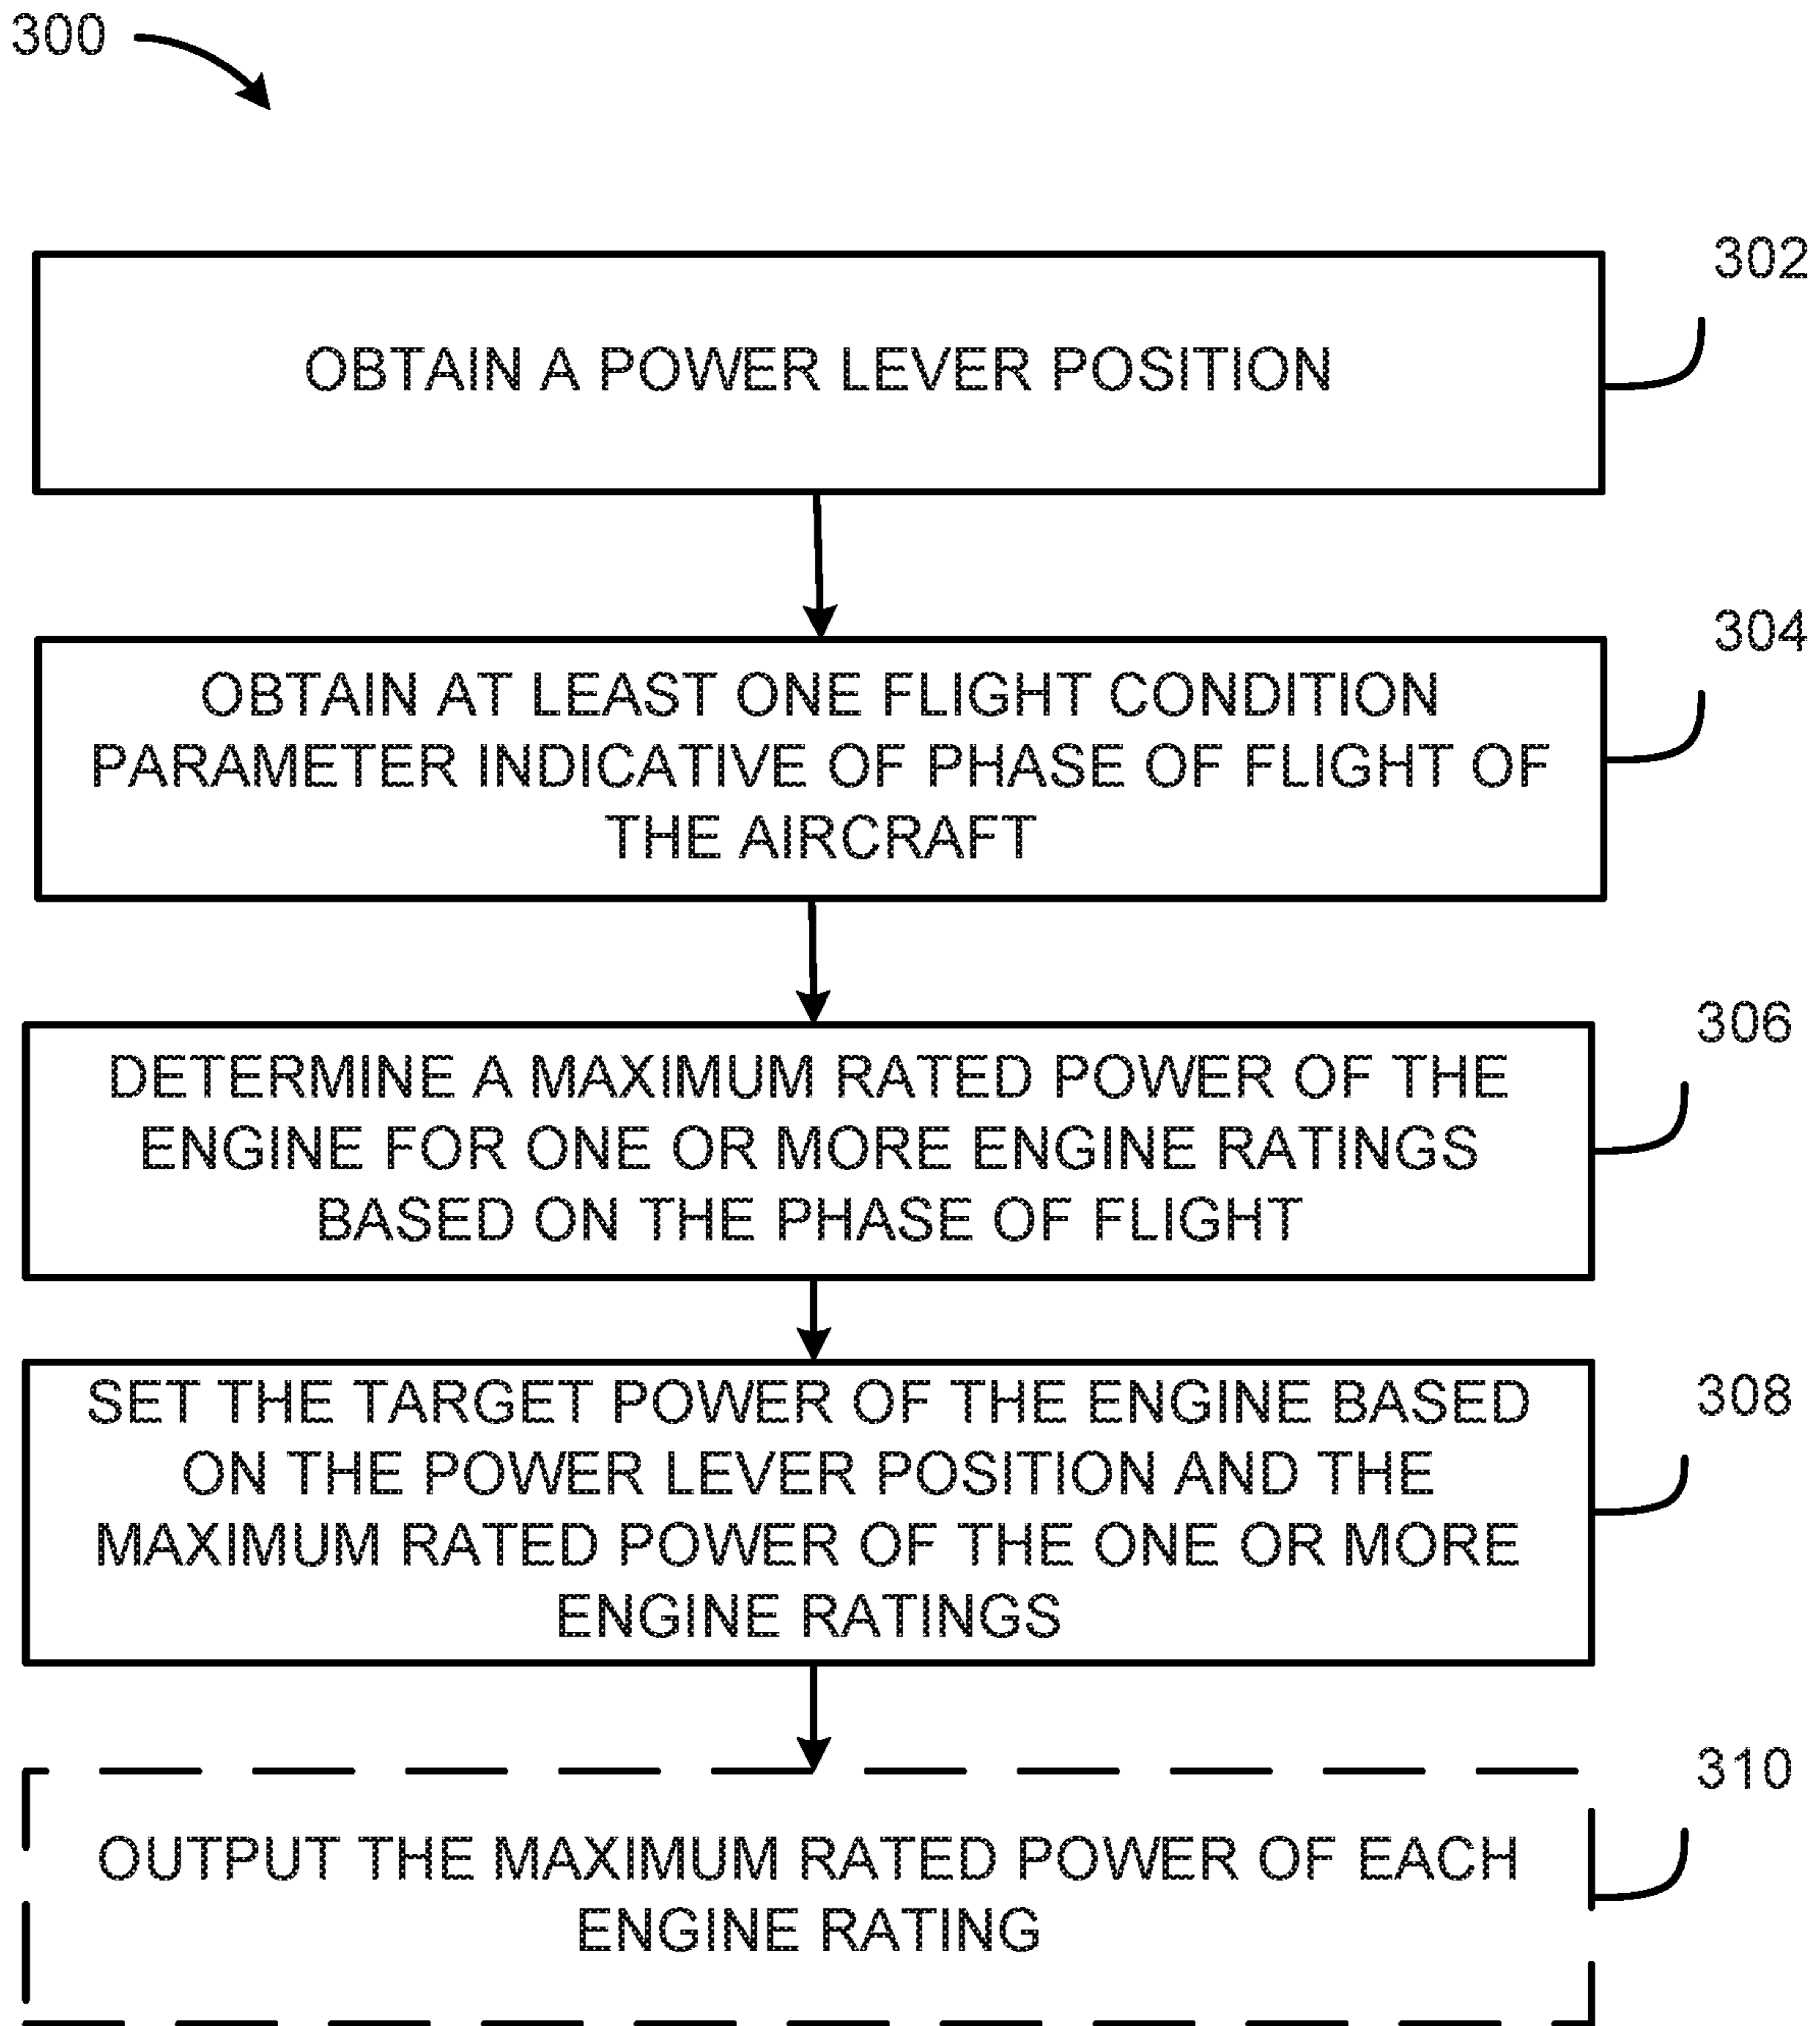 300
302
OBTAIN A POWER LEVER POSITION
304
OBTAIN AT LEAST ONE FLIGHT CONDITION
PARAMETER INDICATIVE OF PHASE OF FLIGHT OF
THE AIRCRAFT
306
DETERMINE A MAXIMUM RATED POWER OF THE
ENGINE FOR ONE OR MORE ENGINE RATINGS
BASED ON THE PHASE OF FLIGHT
308
SET THE TARGET POWER OF THE ENGINE BASED
ON THE POWER LEVER POSITION AND THE
MAXIMUM RATED POWER OF THE ONE OR MORE
ENGINE RATINGS
310
OUTPUT THE MAXIMUM RATED POWER OF EACH
ENGINE RATING